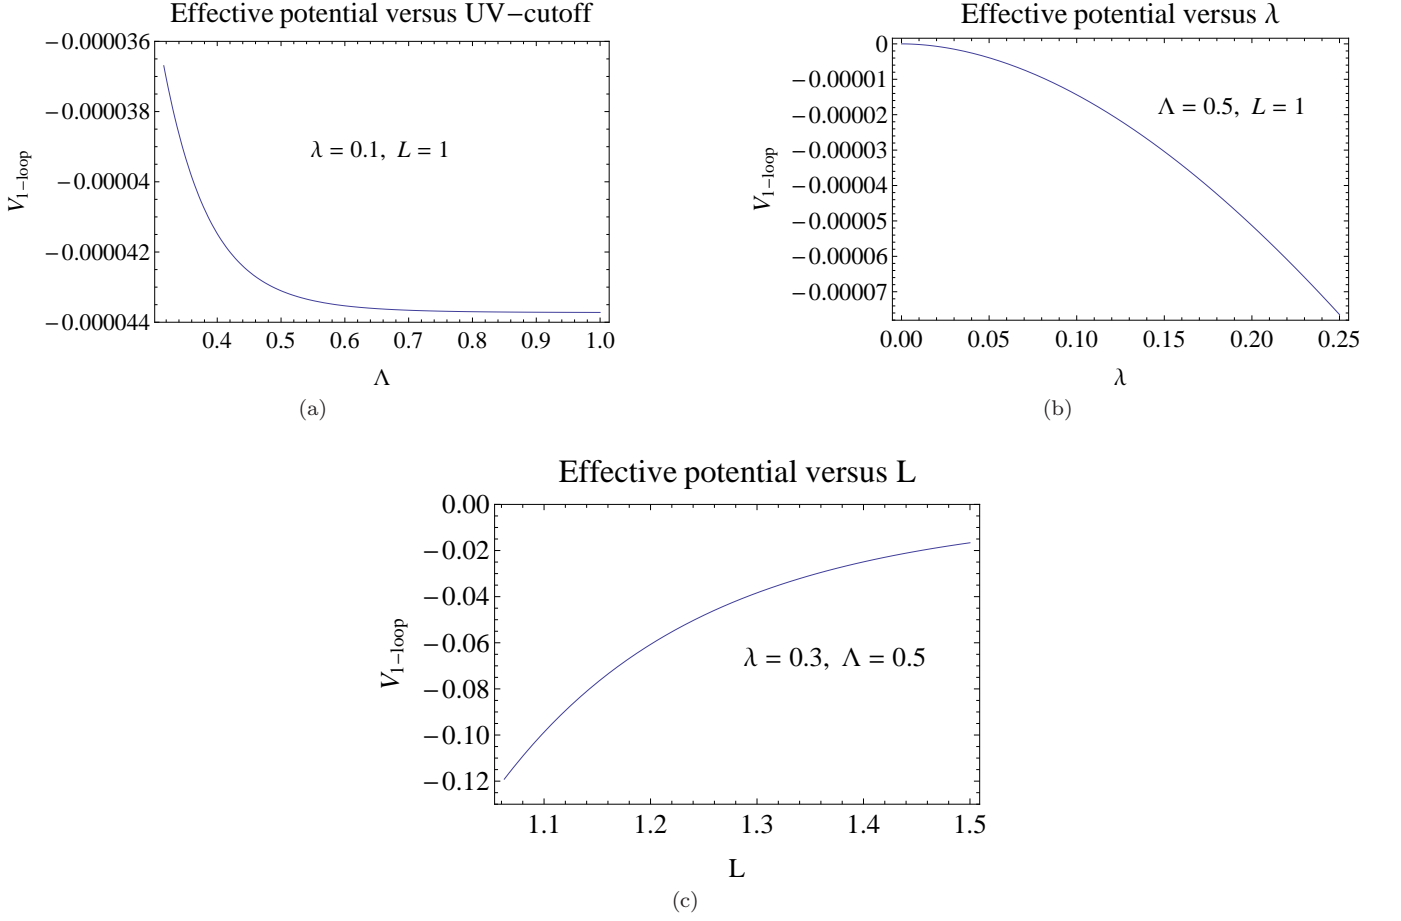 Effective potential versus UV−cutoff
−0.000036
−0.000038
−0.00004
−0.000042
−0.000044
V1−loop
λ = 0.1, L = 1
0.4 0.5 0.6 0.7 0.8 0.9 1.0
Λ
(a)
Effective potential versus λ
0
−0.00001
−0.00002
−0.00003
−0.00004
−0.00005
−0.00006
−0.00007
V1−loop
Λ = 0.5, L = 1
0.00 0.05 0.10 0.15 0.20 0.25
λ
(b)
Effective potential versus L
0.00
−0.02
−0.04
−0.06
−0.08
−0.10
−0.12
V1−loop
λ = 0.3, Λ = 0.5
1.1 1.2 1.3 1.4 1.5
L
(c)